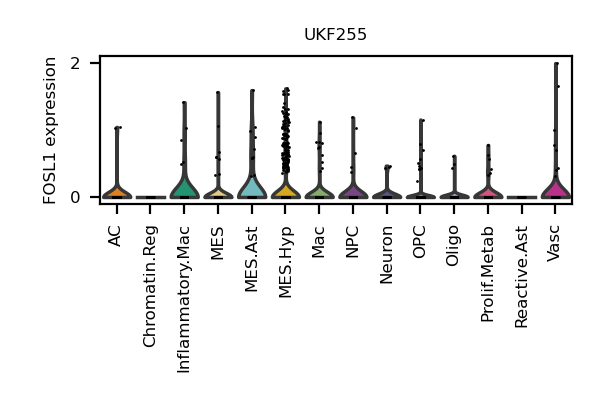 UKF255
FOSL1 expression
2
0
AC
Chromatin.Reg
Inflammatory.Mac
MES
MES.Ast
MES.Hyp
Mac
NPC
Neuron
OPC
Oligo
Prolif.Metab
Reactive.Ast
Vasc